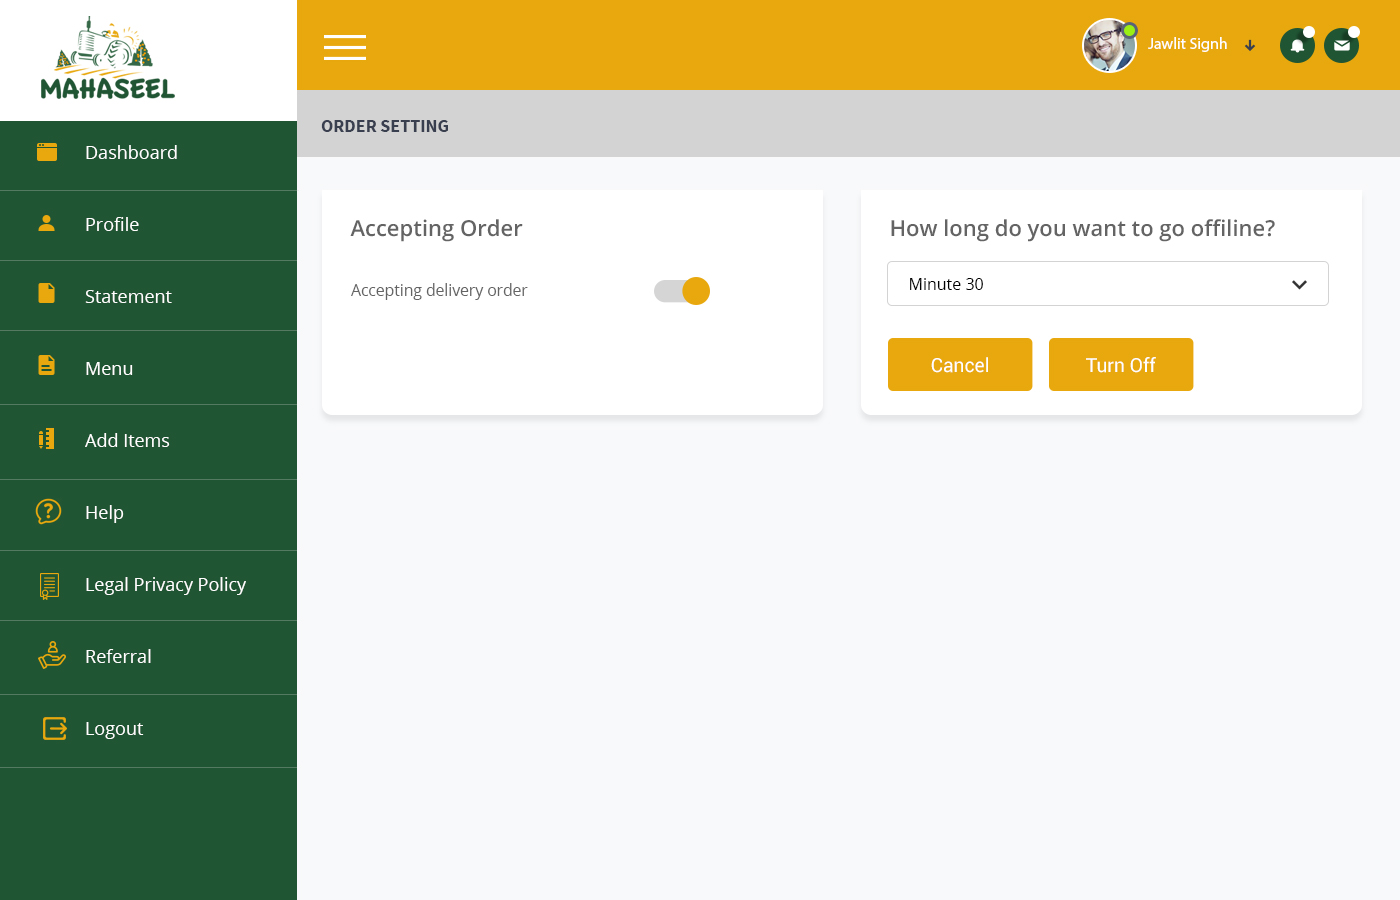 MAHASEEL
Jawlit Signh
ORDER SETTING
Dashboard
Profile
Statement
Menu
Add Items
Help
Legal Privacy Policy
Referral
Logout
Accepting Order
Accepting delivery order
How long do you want to go offiline?
Minute 30
Cancel
Turn Off